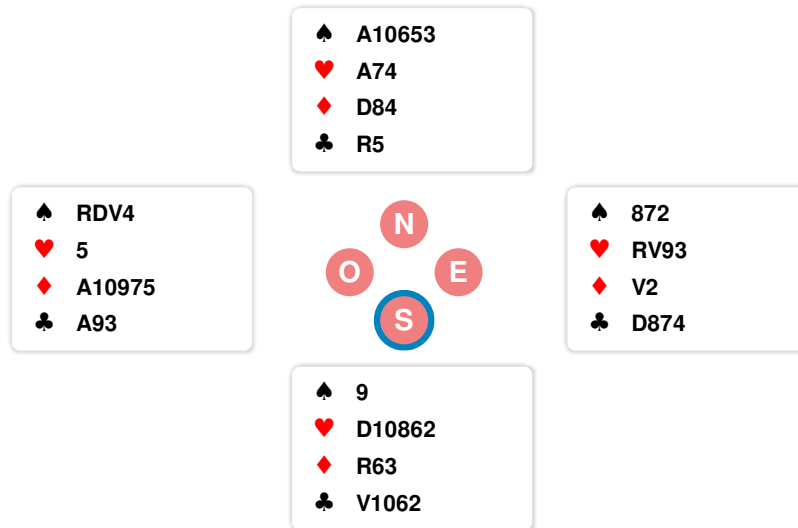 ♠ A10653
♥ A74
♦ D84
♣ R5
♠ RDV4
♥ 5
♦ A10975
♣ A93
N
O E
S
♠ 872
♥ RV93
♦ V2
♣ D874
♠ 9
♥ D10862
♦ R63
♣ V1062